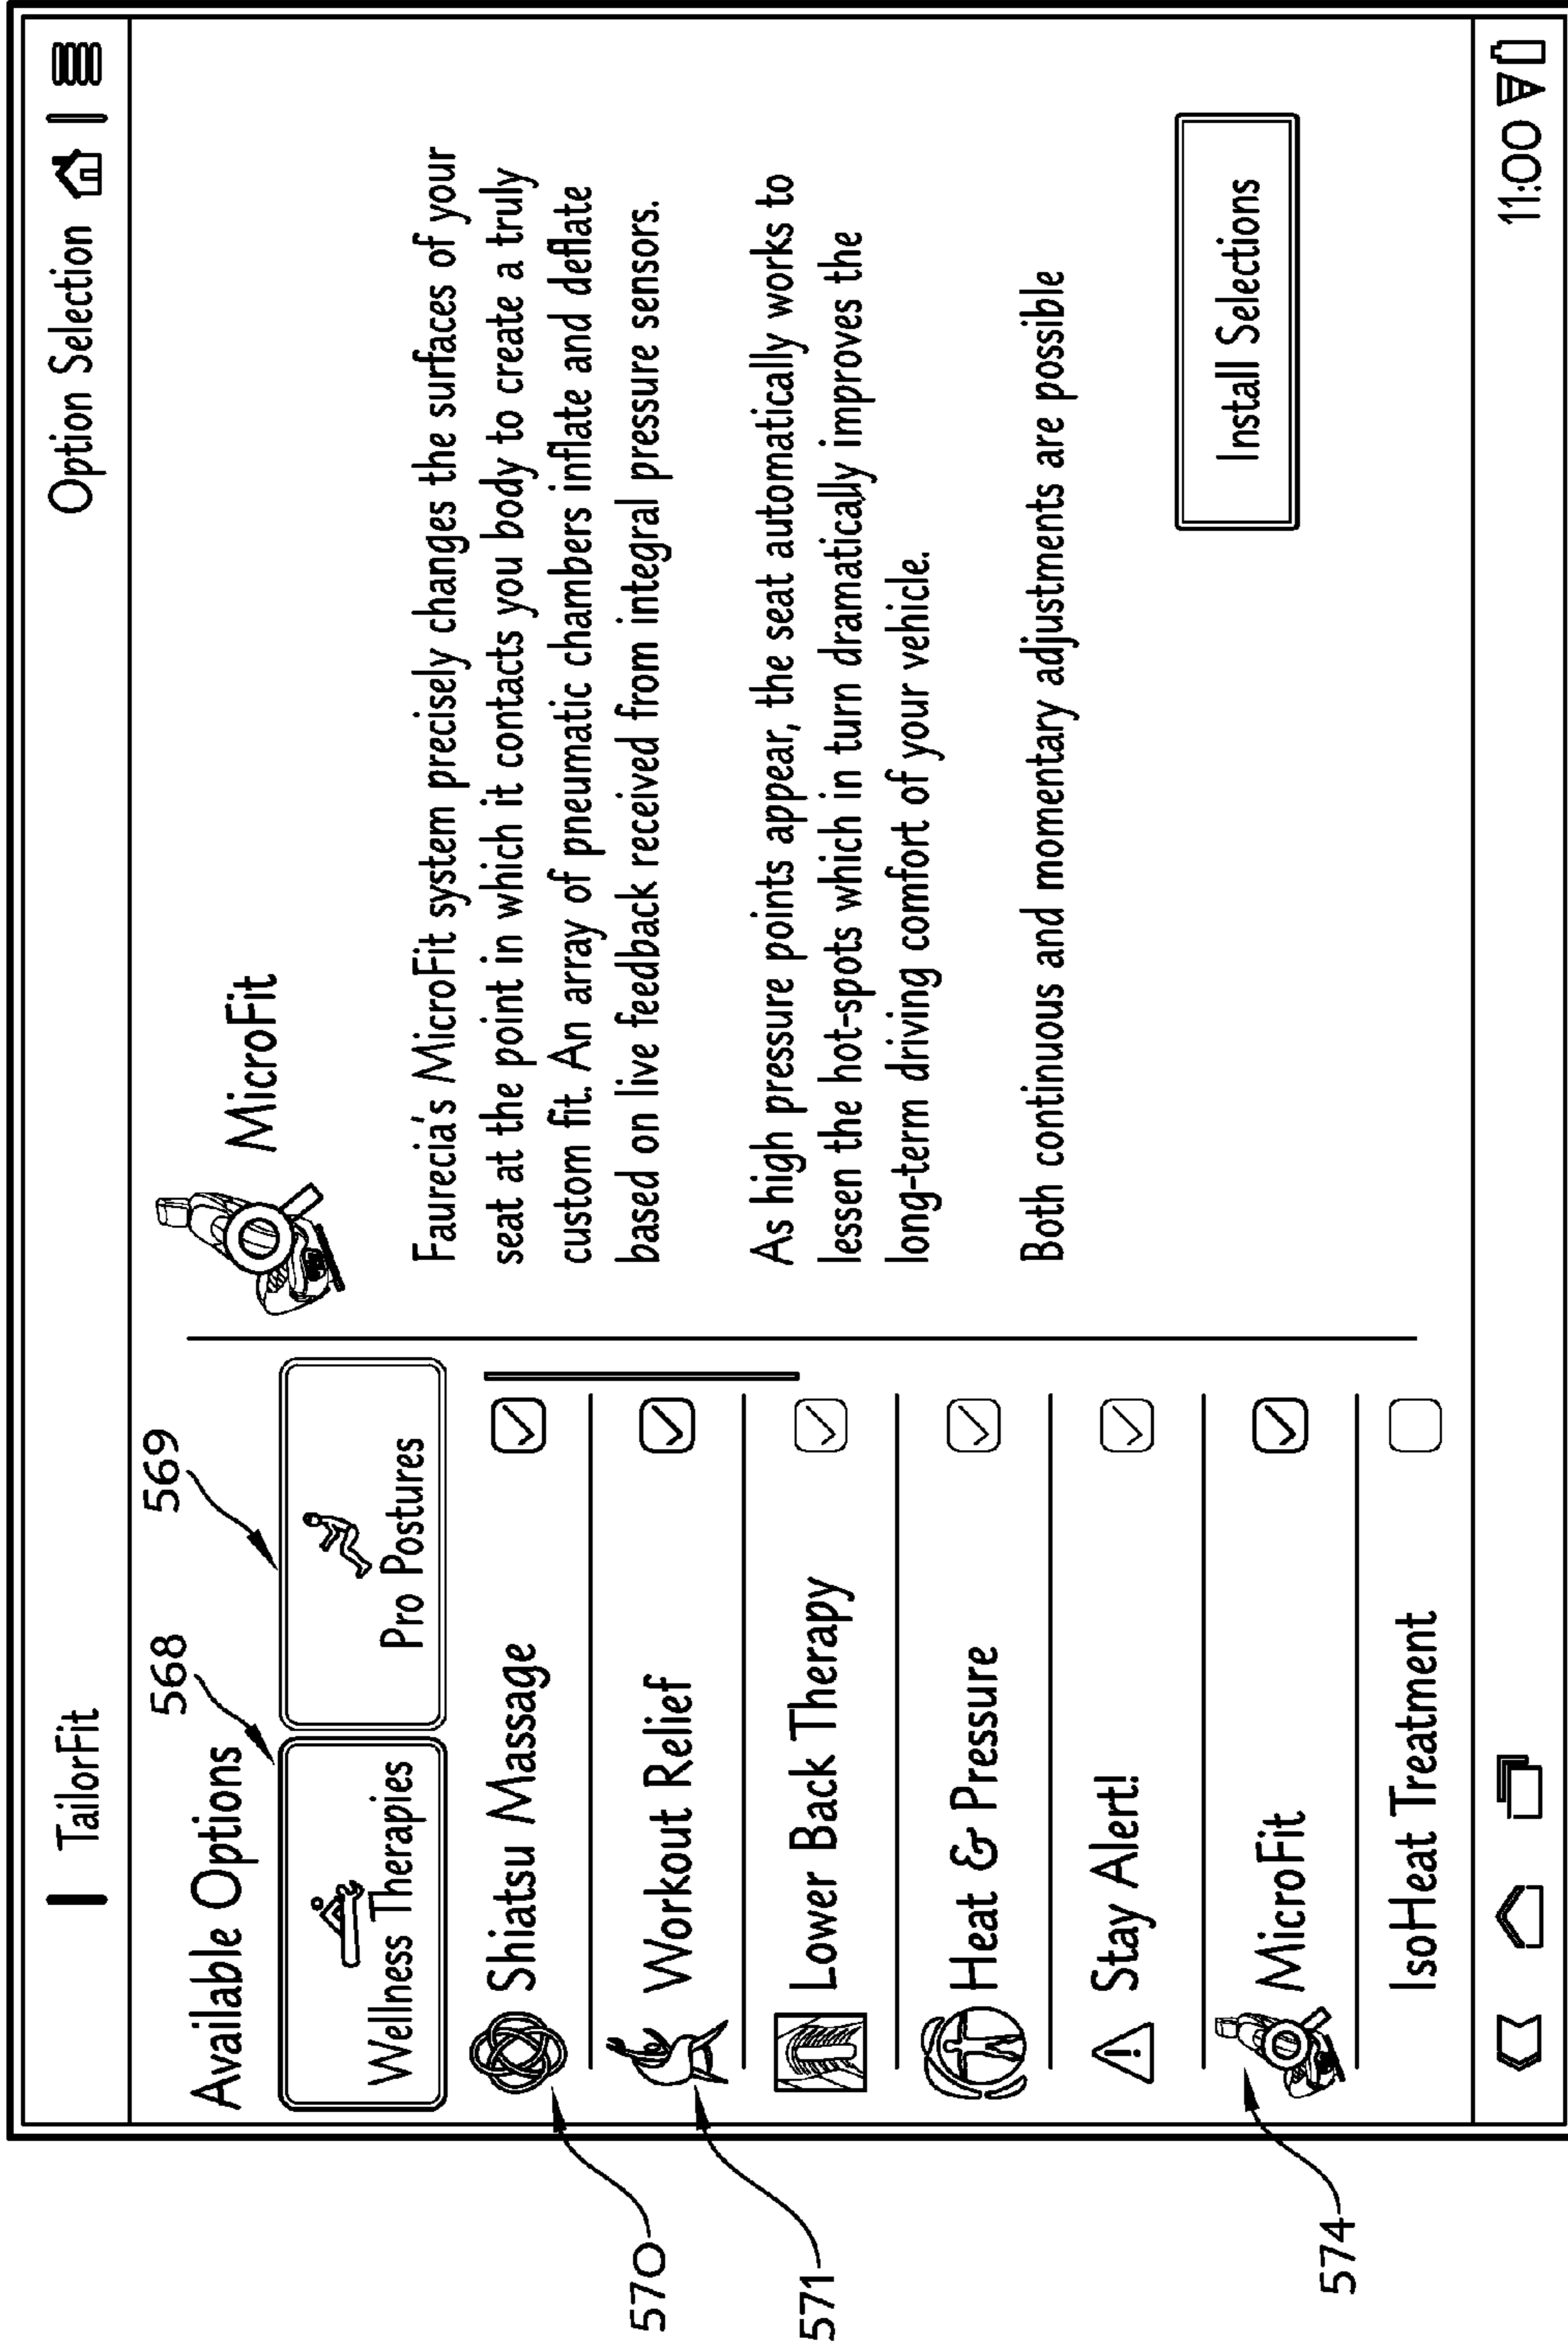 TailorFit
Option Selection
568
569
Available Options
Wellness Therapies
Pro Postures
570
Shiatsu Massage
571
Workout Relief
Lower Back Therapy
Heat & Pressure
Stay Alert!
574
MicroFit
IsoHeat Treatment
MicroFit
Faurecia's MicroFit system precisely changes the surfaces of your
seat at the point in which it contacts you body to create a truly
custom fit. An array of pneumatic chambers inflate and deflate
based on live feedback received from integral pressure sensors.
As high pressure points appear, the seat automatically works to
lessen the hot-spots which in turn dramatically improves the
long-term driving comfort of your vehicle.
Both continuous and momentary adjustments are possible
Install Selections
11:00